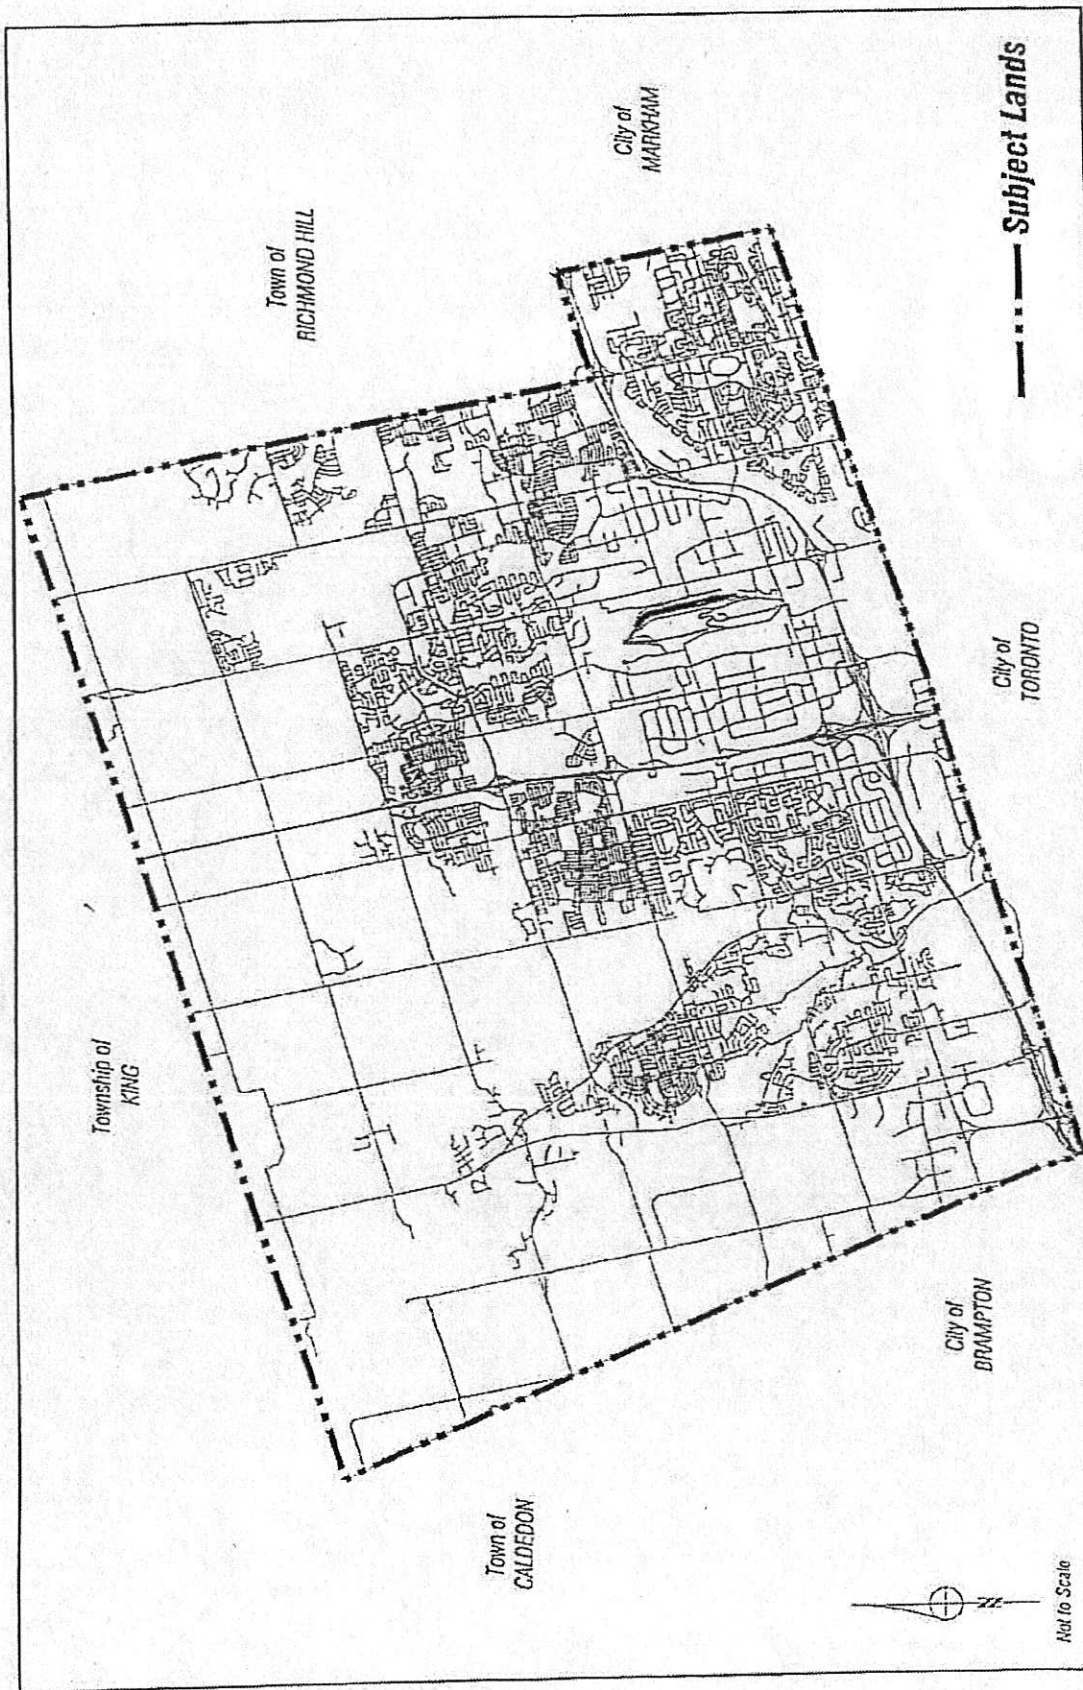 Township of
KING
Town of
RICHMOND HILL
City of
MARKHAM
Town of
CALDEDON
City of
BRAMPTON
City of
TORONTO
Subject Lands
N
Not to Scale